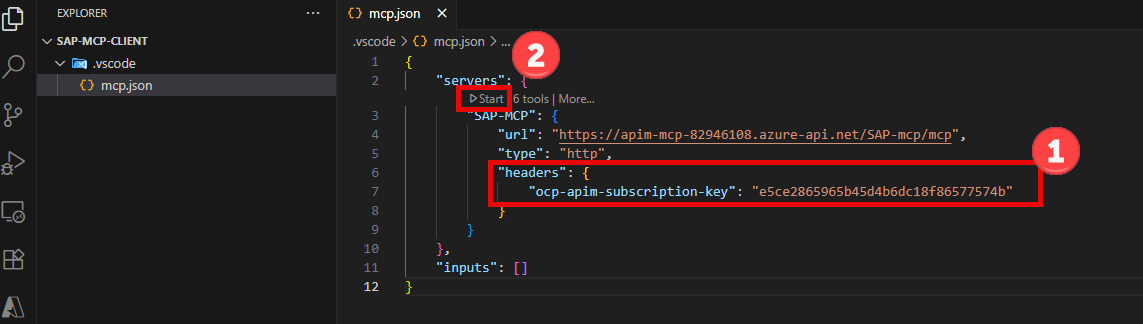 EXPLORER
SAP-MCP-CLIENT
.vscode
mcp.json
mcp.json
.vscode > mcp.json > ...
2
1 {
2 "servers": {
Start 6 tools | More...
3 "SAP-MCP": {
4 "url": "https://apim-mcp-82946108.azure-api.net/SAP-mcp/mcp",
5 "type": "http",
1
6 "headers": {
7 "ocp-apim-subscription-key": "e5ce2865965b45d4b6dc18f86577574b"
8 }
9 }
10 },
11 "inputs": []
12 }